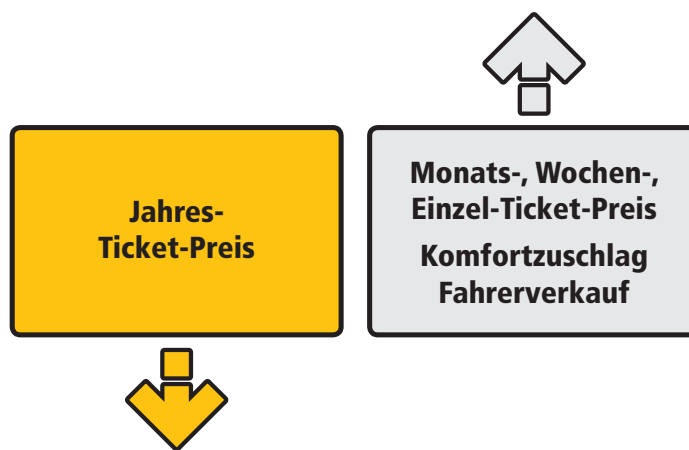 Jahres-
Ticket-Preis
Monats-, Wochen-,
Einzel-Ticket-Preis
Komfortzuschlag
Fahrerverkauf